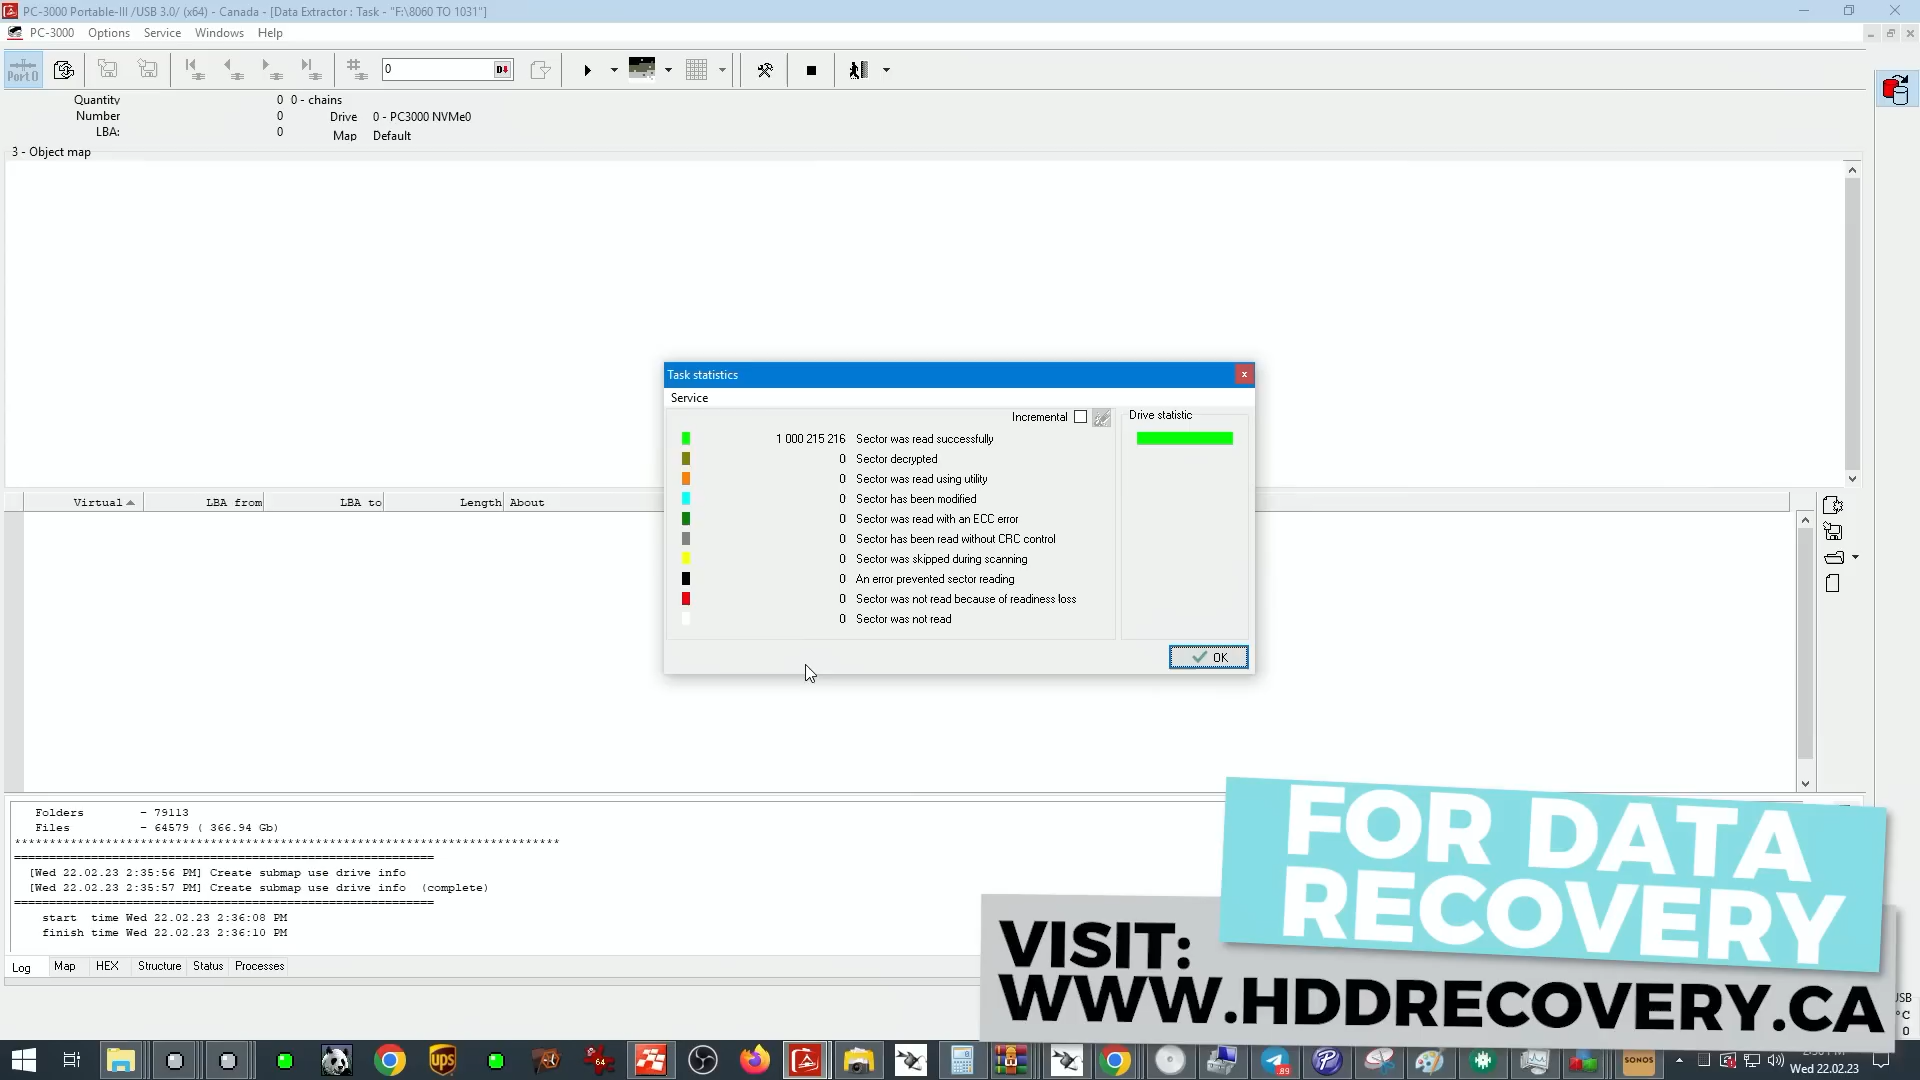 PC-3000 Portable-III /USB 3.0/ (x64) - Canada - [Data Extractor : Task - "F:\8060 TO 1031"]
PC-3000 Options Service Windows Help
Port0 0
Quantity 0 0 - chains
Number 0 Drive 0 - PC3000 NVMe0
LBA: 0 Map Default
3 - Object map
Task statistics
Service
Incremental Drive statistic
1 000 215 216 Sector was read successfully
0 Sector decrypted
0 Sector was read using utility
0 Sector has been modified
0 Sector was read with an ECC error
0 Sector has been read without CRC control
0 Sector was skipped during scanning
0 An error prevented sector reading
0 Sector was not read because of readiness loss
0 Sector was not read
OK
Virtual LBA from LBA to Length About
Folders - 79113
Files - 64579 ( 366.94 Gb)
*******************************************************************************
============================================================
[Wed 22.02.23 2:35:56 PM] Create submap use drive info
[Wed 22.02.23 2:35:57 PM] Create submap use drive info (complete)
============================================================
start time Wed 22.02.23 2:36:08 PM
finish time Wed 22.02.23 2:36:10 PM
Log Map HEX Structure Status Processes
FOR DATA
RECOVERY
VISIT:
WWW.HDDRECOVERY.CA
ups 64 .89 SONOS
Wed 22.02.23